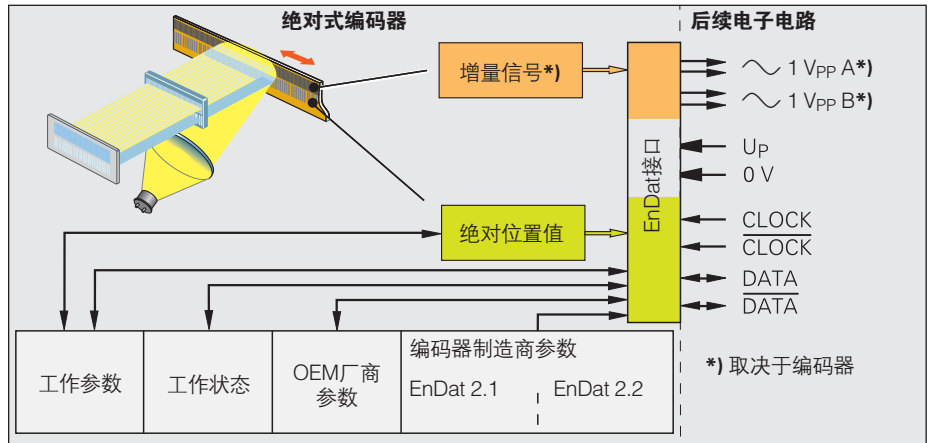 绝对式编码器
后续电子电路
增量信号*)
1 VPP A*)
1 VPP B*)
UP
0 V
EnDat接口
绝对位置值
CLOCK
CLOCK
DATA
DATA
*) 取决于编码器
工作参数
工作状态
OEM厂商
参数
编码器制造商参数
EnDat 2.1
EnDat 2.2